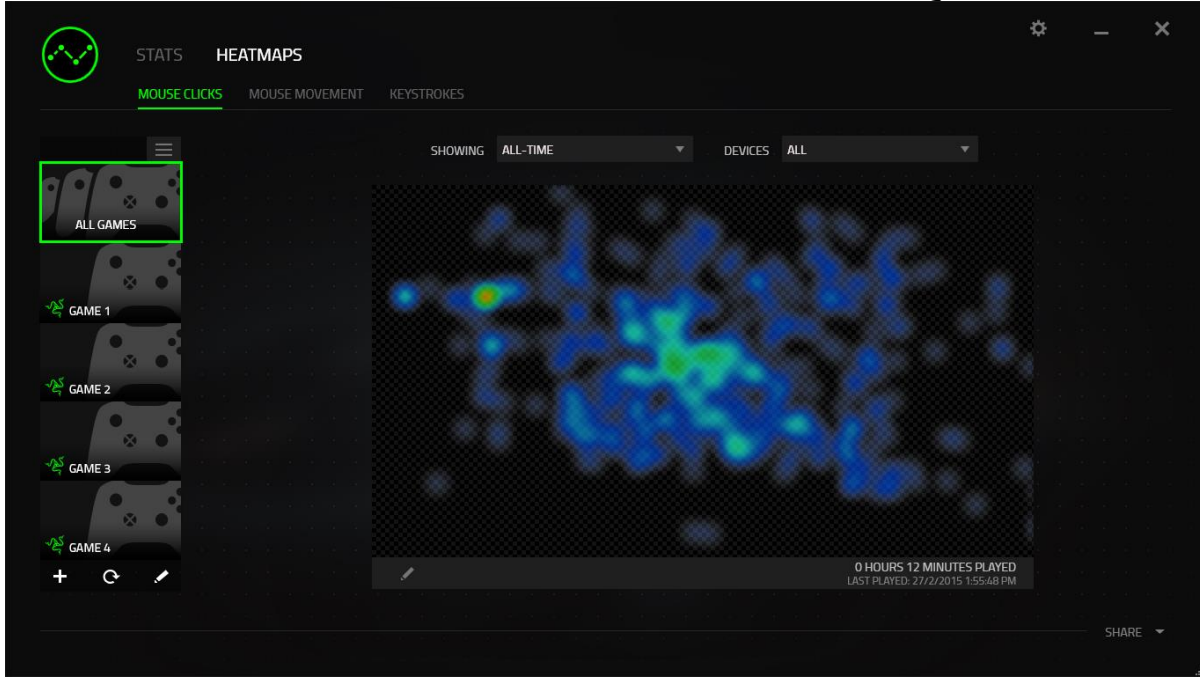 STATS HEATMAPS
MOUSE CLICKS MOUSE MOVEMENT KEYSTROKES
SHOWING ALL-TIME DEVICES ALL
ALL GAMES
GAME 1
GAME 2
GAME 3
GAME 4
0 HOURS 12 MINUTES PLAYED
LAST PLAYED: 27/2/2015 1:55:48 PM
SHARE